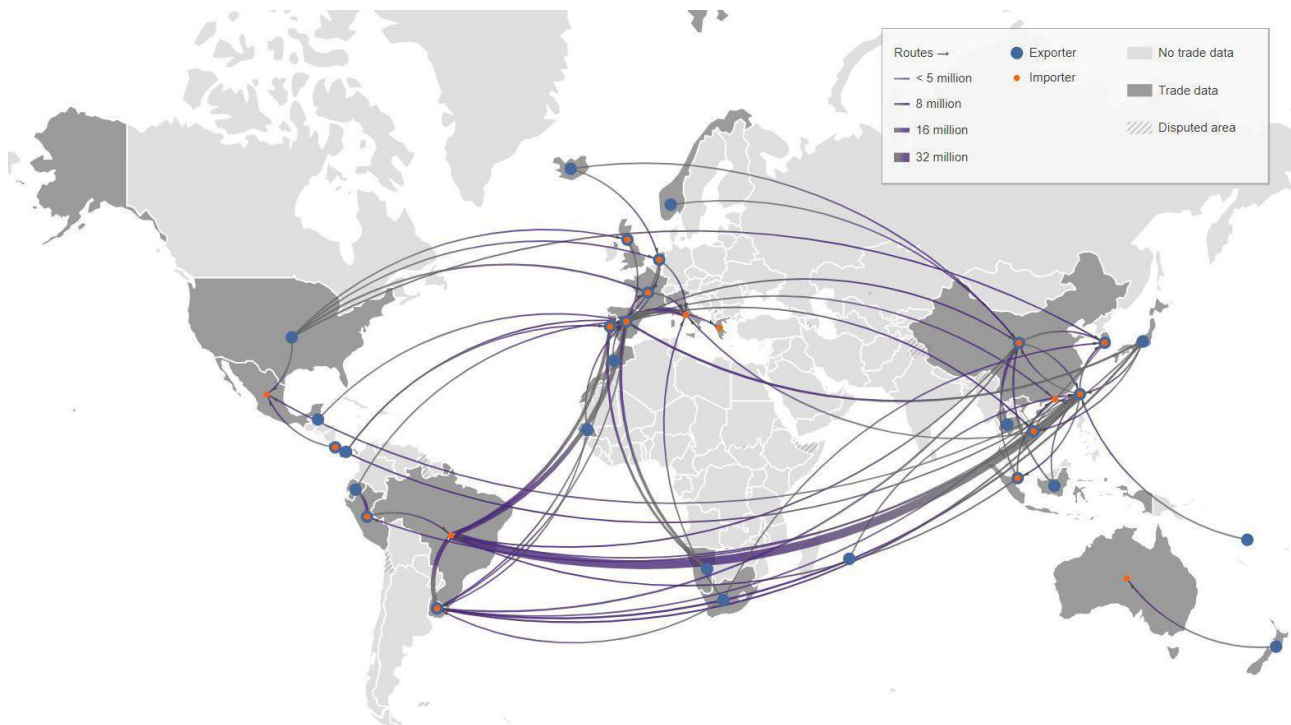 Routes →
< 5 million
8 million
16 million
32 million
Exporter
Importer
No trade data
Trade data
Disputed area